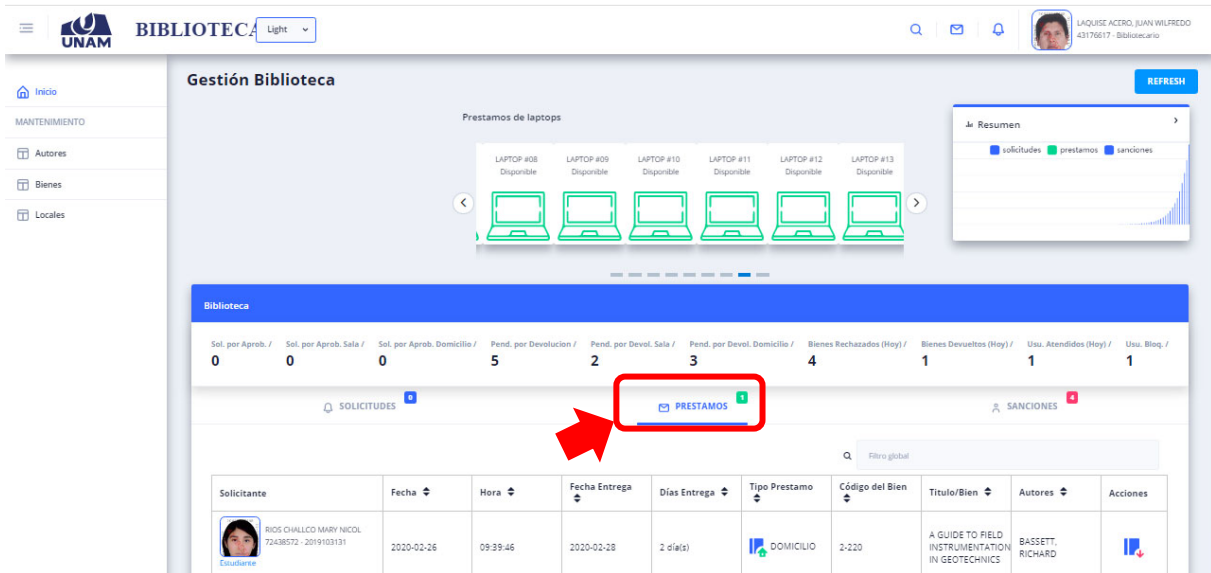 UNAM
BIBLIOTECA
Light
LAQUISE ACERO, JUAN WILFREDO
43176617 - Bibliotecario
Inicio
MANTENIMIENTO
Autores
Bienes
Locales
Gestión Biblioteca
REFRESH
Prestamos de laptops
LAPTOP #08
Disponible
LAPTOP #09
Disponible
LAPTOP #10
Disponible
LAPTOP #11
Disponible
LAPTOP #12
Disponible
LAPTOP #13
Disponible
Resumen
solicitudes prestamos sanciones
Biblioteca
Sol. por Aprob. / Sol. por Aprob. Sala / Sol. por Aprob. Domicilio / Pend. por Devolucion / Pend. por Devol. Sala / Pend. por Devol. Domicilio / Bienes Rechazados (Hoy) / Bienes Devueltos (Hoy) / Usu. Atendidos (Hoy) / Usu. Bloq. /
0 0 0 5 2 3 4 1 1 1
SOLICITUDES 0 PRESTAMOS 1 SANCIONES 4
Filtro global
Solicitante Fecha Hora Fecha Entrega Días Entrega Tipo Prestamo Código del Bien Titulo/Bien Autores Acciones
RIOS CHALLCO MARY NICOL
72438572 - 2019103131
Estudiante
2020-02-26 09:39:46 2020-02-28 2 día(s) DOMICILIO 2-220
A GUIDE TO FIELD
INSTRUMENTATION
IN GEOTECHNICS
BASSETT,
RICHARD